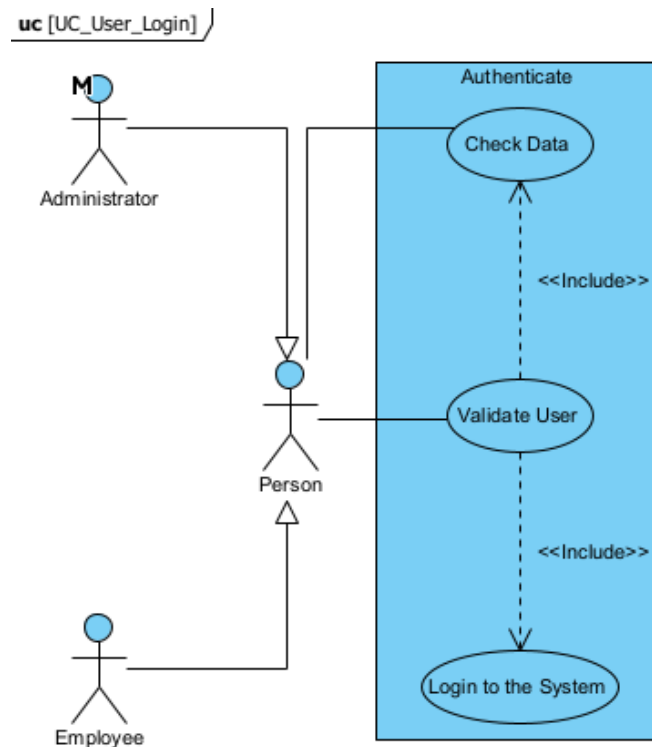 uc [UC_User_Login]
Authenticate
M
Administrator
Check Data
<<Include>>
Person
Validate User
<<Include>>
Employee
Login to the System